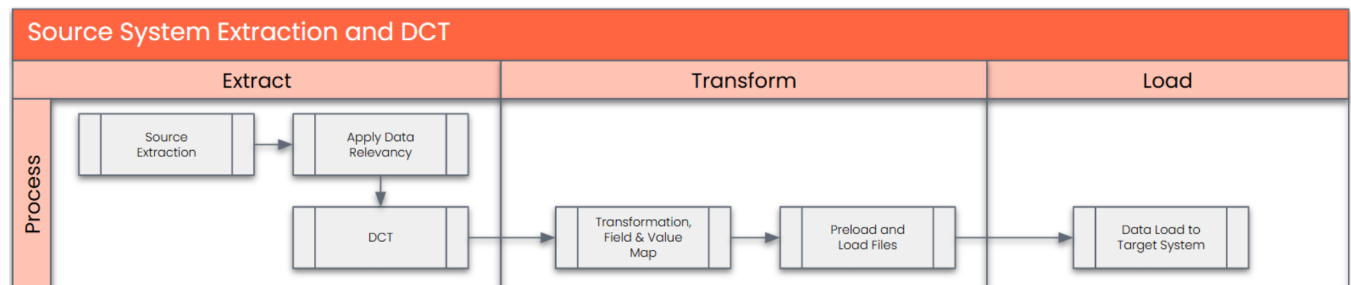 Source System Extraction and DCT
Extract
Transform
Load
Process
Source
Extraction
Apply Data
Relevancy
DCT
Transformation,
Field & Value
Map
Preload and
Load Files
Data Load to
Target System